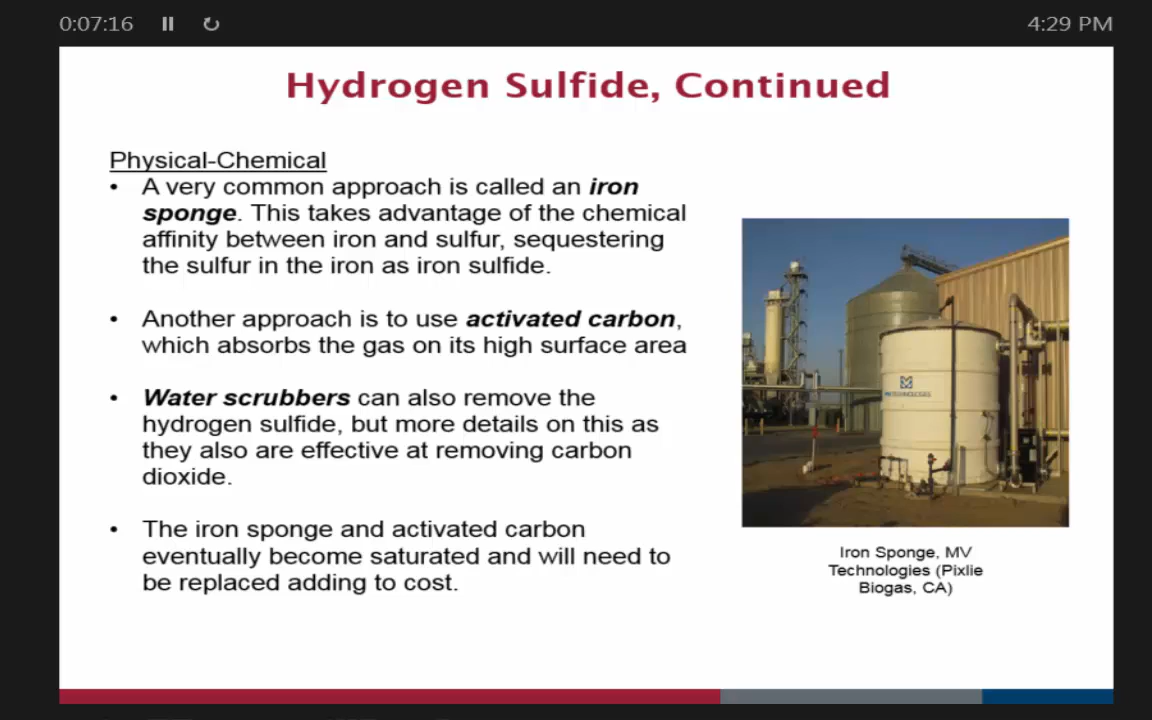 0:07:16
4:29 PM
Hydrogen Sulfide, Continued
Physical-Chemical
• A very common approach is called an iron
sponge. This takes advantage of the chemical
affinity between iron and sulfur, sequestering
the sulfur in the iron as iron sulfide.
• Another approach is to use activated carbon,
which absorbs the gas on its high surface area
• Water scrubbers can also remove the
hydrogen sulfide, but more details on this as
they also are effective at removing carbon
dioxide.
• The iron sponge and activated carbon
eventually become saturated and will need to
be replaced adding to cost.
Iron Sponge, MV
Technologies (Pixlie
Biogas, CA)